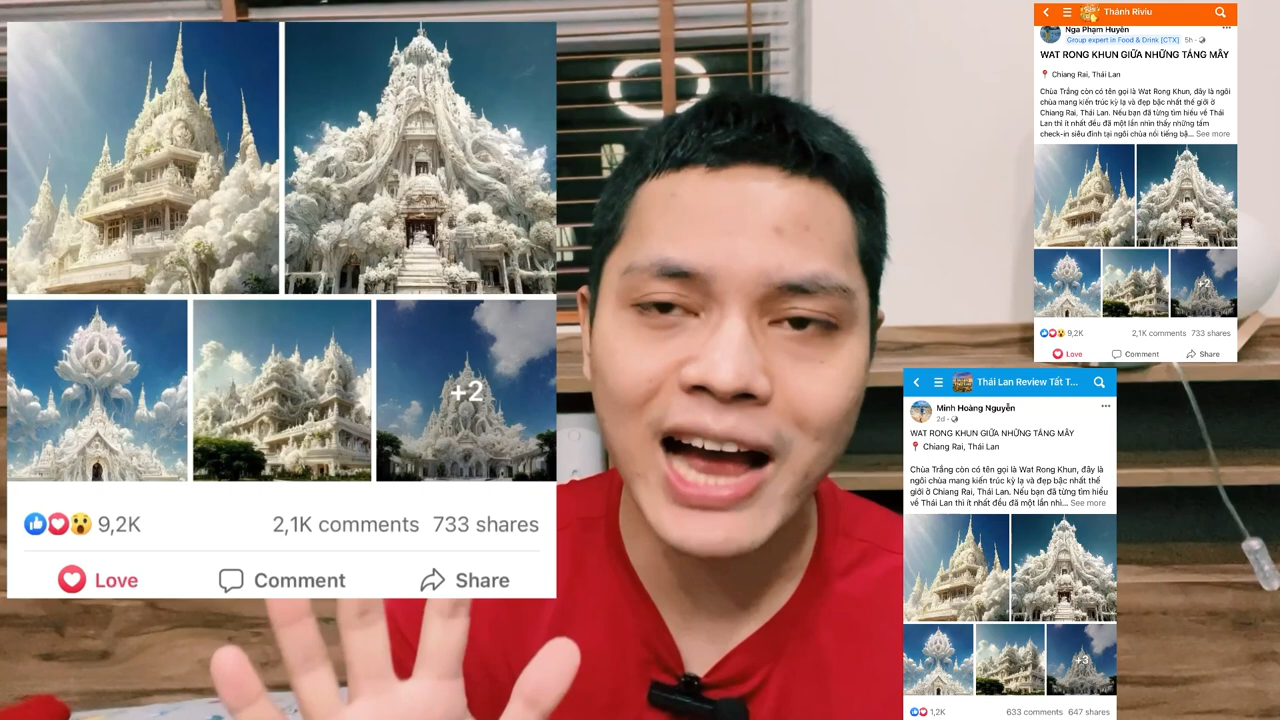 +2
9,2K
2,1K comments 733 shares
Love Comment Share
Thánh Riviu
Nga Phạm Huyền
Group expert in Food & Drink [CTX] 5h
WAT RONG KHUN GIỮA NHỮNG TẦNG MÂY
Chiang Rai, Thái Lan
Chùa Trắng còn có tên gọi là Wat Rong Khun, đây là ngôi
chùa mang kiến trúc kỳ lạ và đẹp bậc nhất thế giới ở
Chiang Rai, Thái Lan. Nếu bạn đã từng tìm hiểu về Thái
Lan thì ít nhất đều đã một lần nhìn thấy những tấm
check-in siêu đỉnh tại ngôi chùa nổi tiếng bậ... See more
+2
9,2K
2,1K comments 733 shares
Love Comment Share
Thái Lan Review Tất T...
Minh Hoàng Nguyễn
2d
WAT RONG KHUN GIỮA NHỮNG TẦNG MÂY
Chiang Rai, Thái Lan
Chùa Trắng còn có tên gọi là Wat Rong Khun, đây là
ngôi chùa mang kiến trúc kỳ lạ và đẹp bậc nhất thế
giới ở Chiang Rai, Thái Lan. Nếu bạn đã từng tìm hiểu
về Thái Lan thì ít nhất đều đã một lần nhì... See more
+3
1,2K
633 comments 647 shares